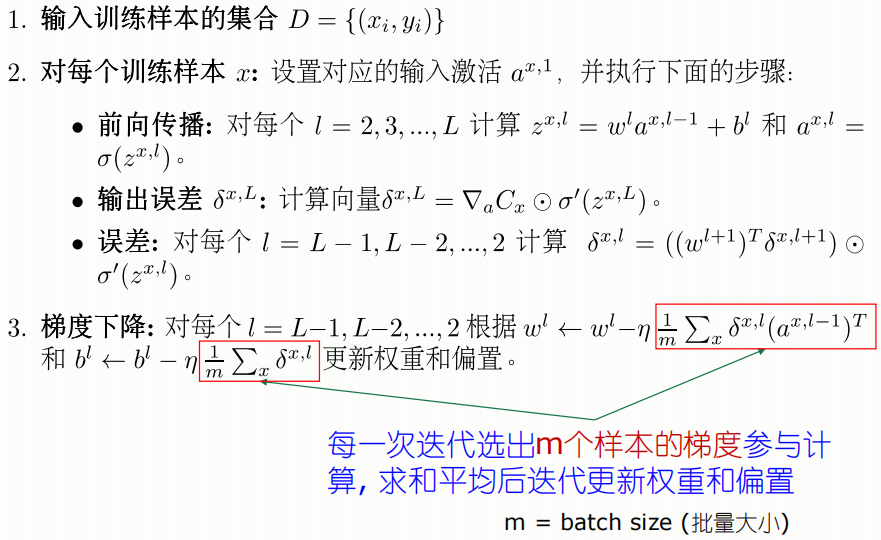 1. 输入训练样本的集合 $D = \{(x_i, y_i)\}$
2. 对每个训练样本 $x$: 设置对应的输入激活 $a^{x,1}$，并执行下面的步骤：
• 前向传播: 对每个 $l = 2, 3, ..., L$ 计算 $z^{x,l} = w^l a^{x,l-1} + b^l$ 和 $a^{x,l} =$
$\sigma(z^{x,l})$。
• 输出误差 $\delta^{x,L}$: 计算向量$\delta^{x,L} = \nabla_a C_x \odot \sigma'(z^{x,L})$。
• 误差: 对每个 $l = L-1, L-2, ..., 2$ 计算 $\delta^{x,l} = ((w^{l+1})^T \delta^{x,l+1}) \odot$
$\sigma'(z^{x,l})$。
3. 梯度下降: 对每个 $l = L-1, L-2, ..., 2$ 根据 $w^l \leftarrow w^l - \eta \frac{1}{m} \sum_x \delta^{x,l} (a^{x,l-1})^T$
和 $b^l \leftarrow b^l - \eta \frac{1}{m} \sum_x \delta^{x,l}$ 更新权重和偏置。
每一次迭代选出m个样本的梯度参与计
算, 求和平均后迭代更新权重和偏置
m = batch size (批量大小)